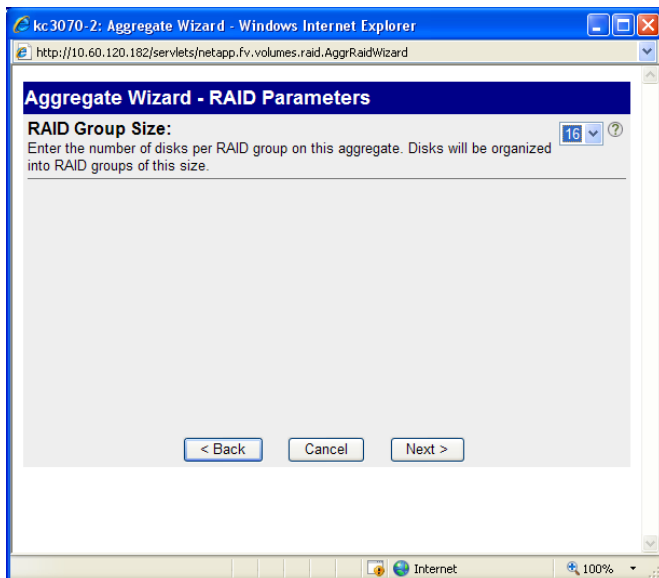 kc3070-2: Aggregate Wizard - Windows Internet Explorer
http://10.60.120.182/servlets/netapp.fv.volumes.raid.AggrRaidWizard
Aggregate Wizard - RAID Parameters
RAID Group Size:
16
Enter the number of disks per RAID group on this aggregate. Disks will be organized
into RAID groups of this size.
< Back
Cancel
Next >
Internet
100%